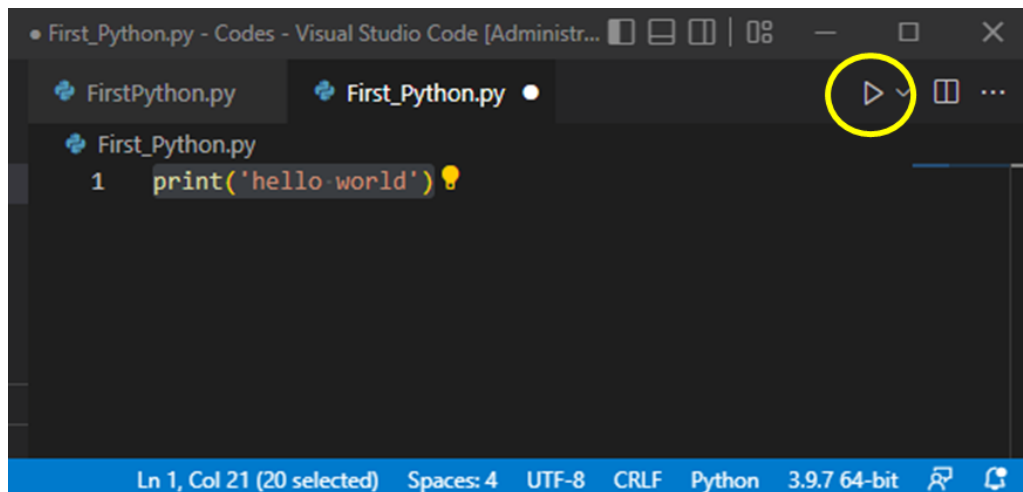 ● First_Python.py - Codes - Visual Studio Code [Administr...
FirstPython.py First_Python.py ●
First_Python.py
1 print('hello·world')
Ln 1, Col 21 (20 selected) Spaces: 4 UTF-8 CRLF Python 3.9.7 64-bit